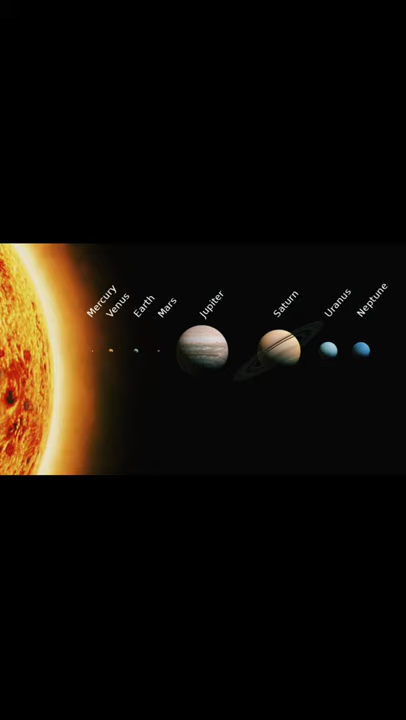 Mercury
Venus
Earth
Mars
Jupiter
Saturn
Uranus
Neptune